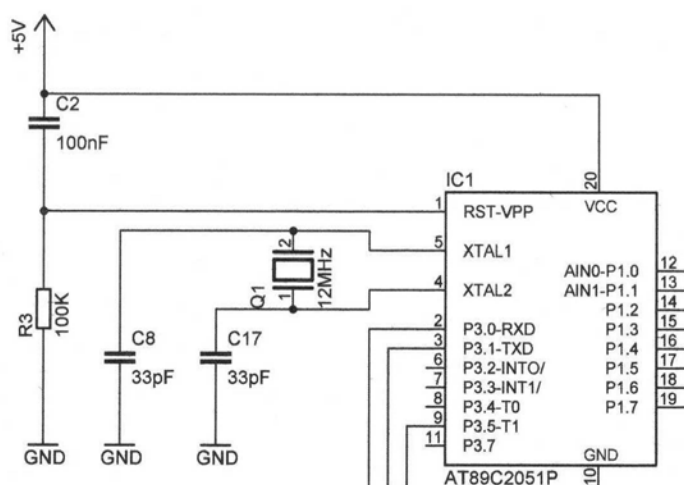 +5V
C2
100nF
IC1
20
1
RST-VPP
VCC
5
XTAL1
2
12MHz
Q1
1
4
XTAL2
AIN0-P1.0
12
AIN1-P1.1
13
P1.2
14
2
P3.0-RXD
P1.3
15
3
P3.1-TXD
P1.4
16
6
P3.2-INTO/
P1.5
17
7
P3.3-INT1/
P1.6
18
8
P3.4-T0
P1.7
19
9
P3.5-T1
11
P3.7
R3
100K
C8
33pF
C17
33pF
GND
GND
GND
GND
10
AT89C2051P